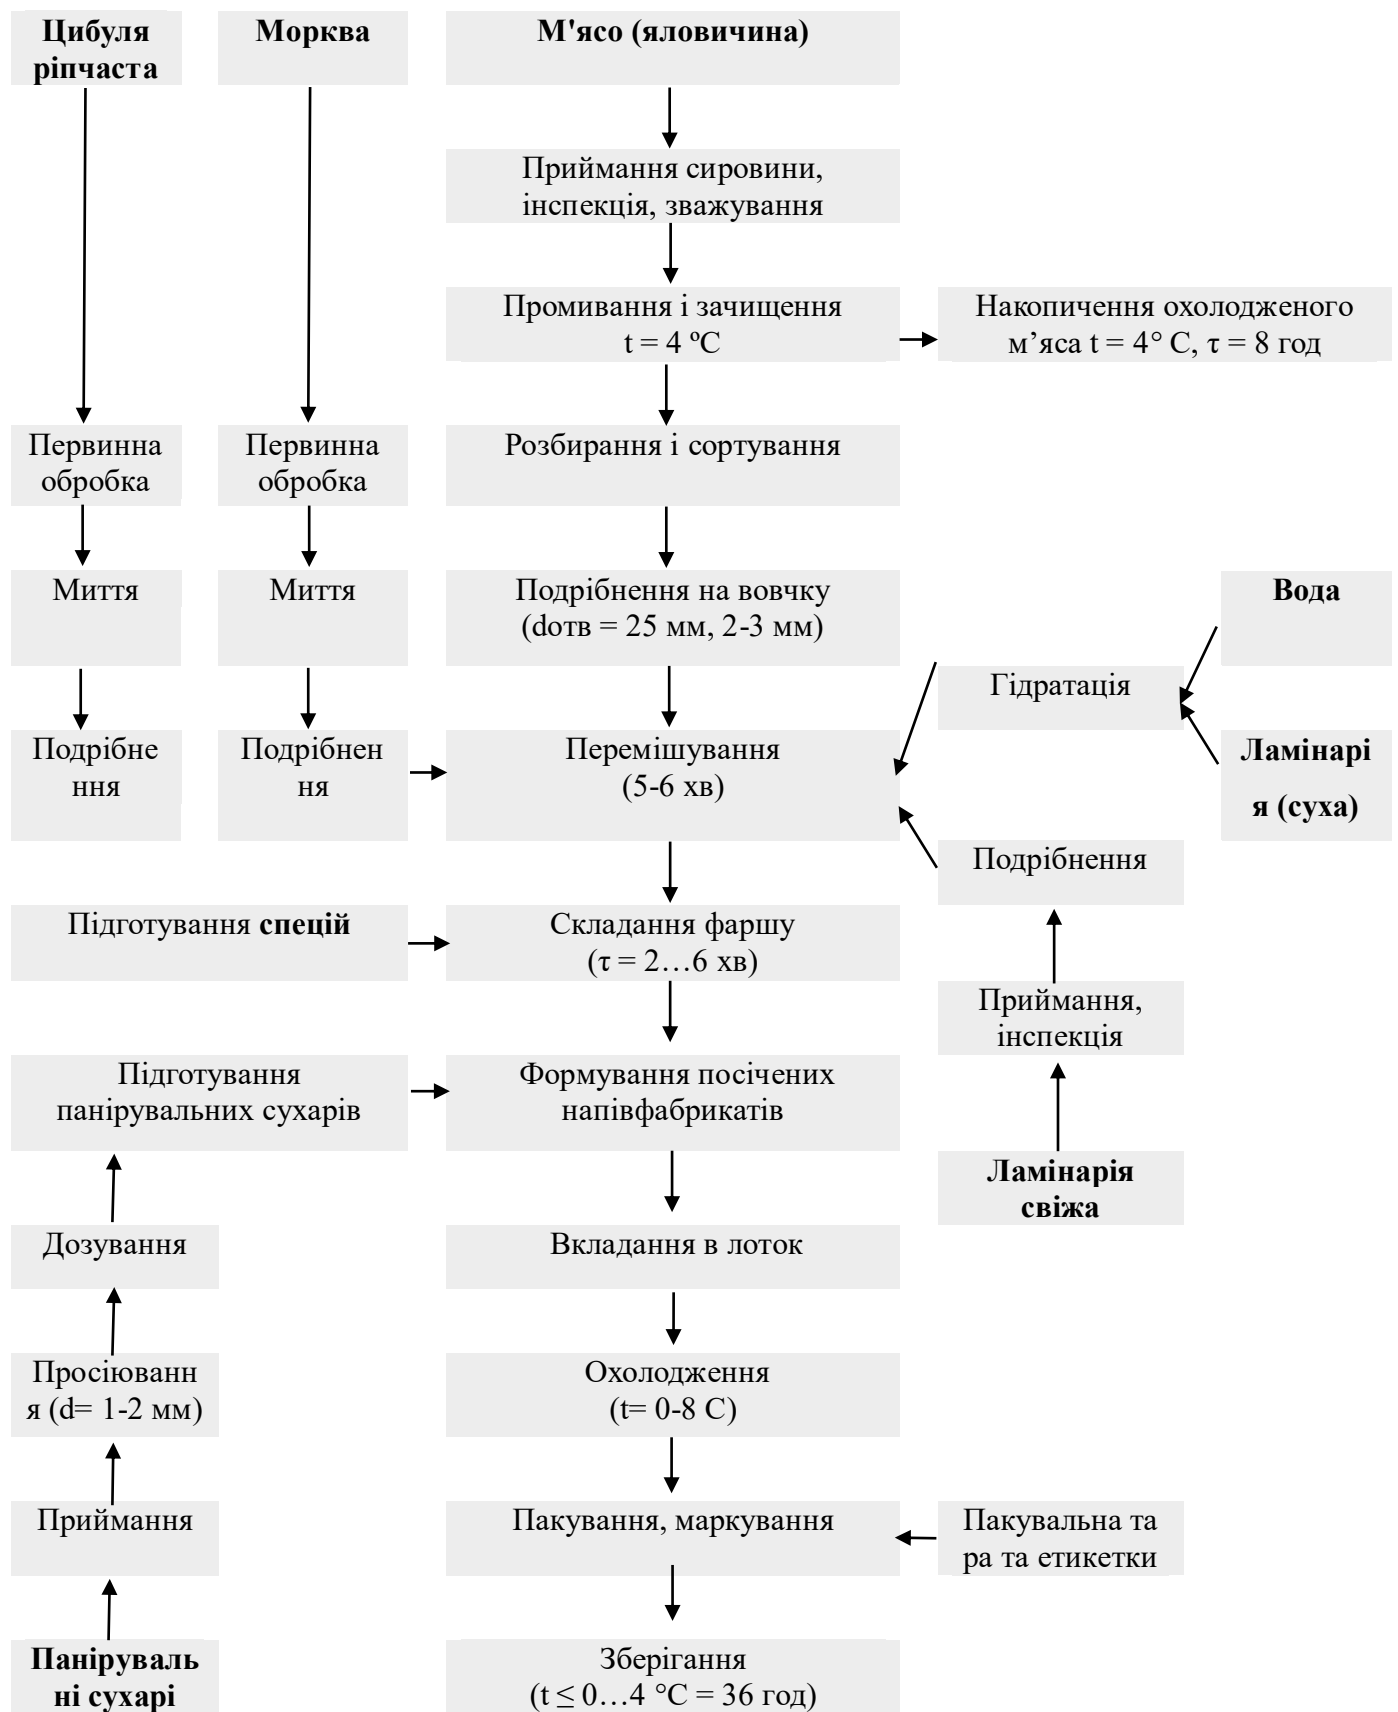 Цибуля
ріпчаста
Морква
М'ясо (яловичина)
Приймання сировини,
інспекція, зважування
Промивання і зачищення
t = 4 ºС
Накопичення охолодженого
м’яса t = 4° С, τ = 8 год
Первинна
обробка
Первинна
обробка
Розбирання і сортування
Миття
Миття
Подрібнення на вовчку
(dотв = 25 мм, 2-3 мм)
Вода
Гідратація
Подрібне
ння
Подрібнен
ня
Перемішування
(5-6 хв)
Ламінарі
я (суха)
Подрібнення
Підготування спецій
Складання фаршу
(τ = 2…6 хв)
Приймання,
інспекція
Підготування
панірувальних сухарів
Формування посічених
напівфабрикатів
Ламінарія
свіжа
Дозування
Вкладання в лоток
Просіюванн
я (d= 1-2 мм)
Охолодження
(t= 0-8 С)
Приймання
Пакування, маркування
Пакувальна та
ра та етикетки
Панірувaль
ні сухарі
Зберігання
(t ≤ 0…4 °С = 36 год)